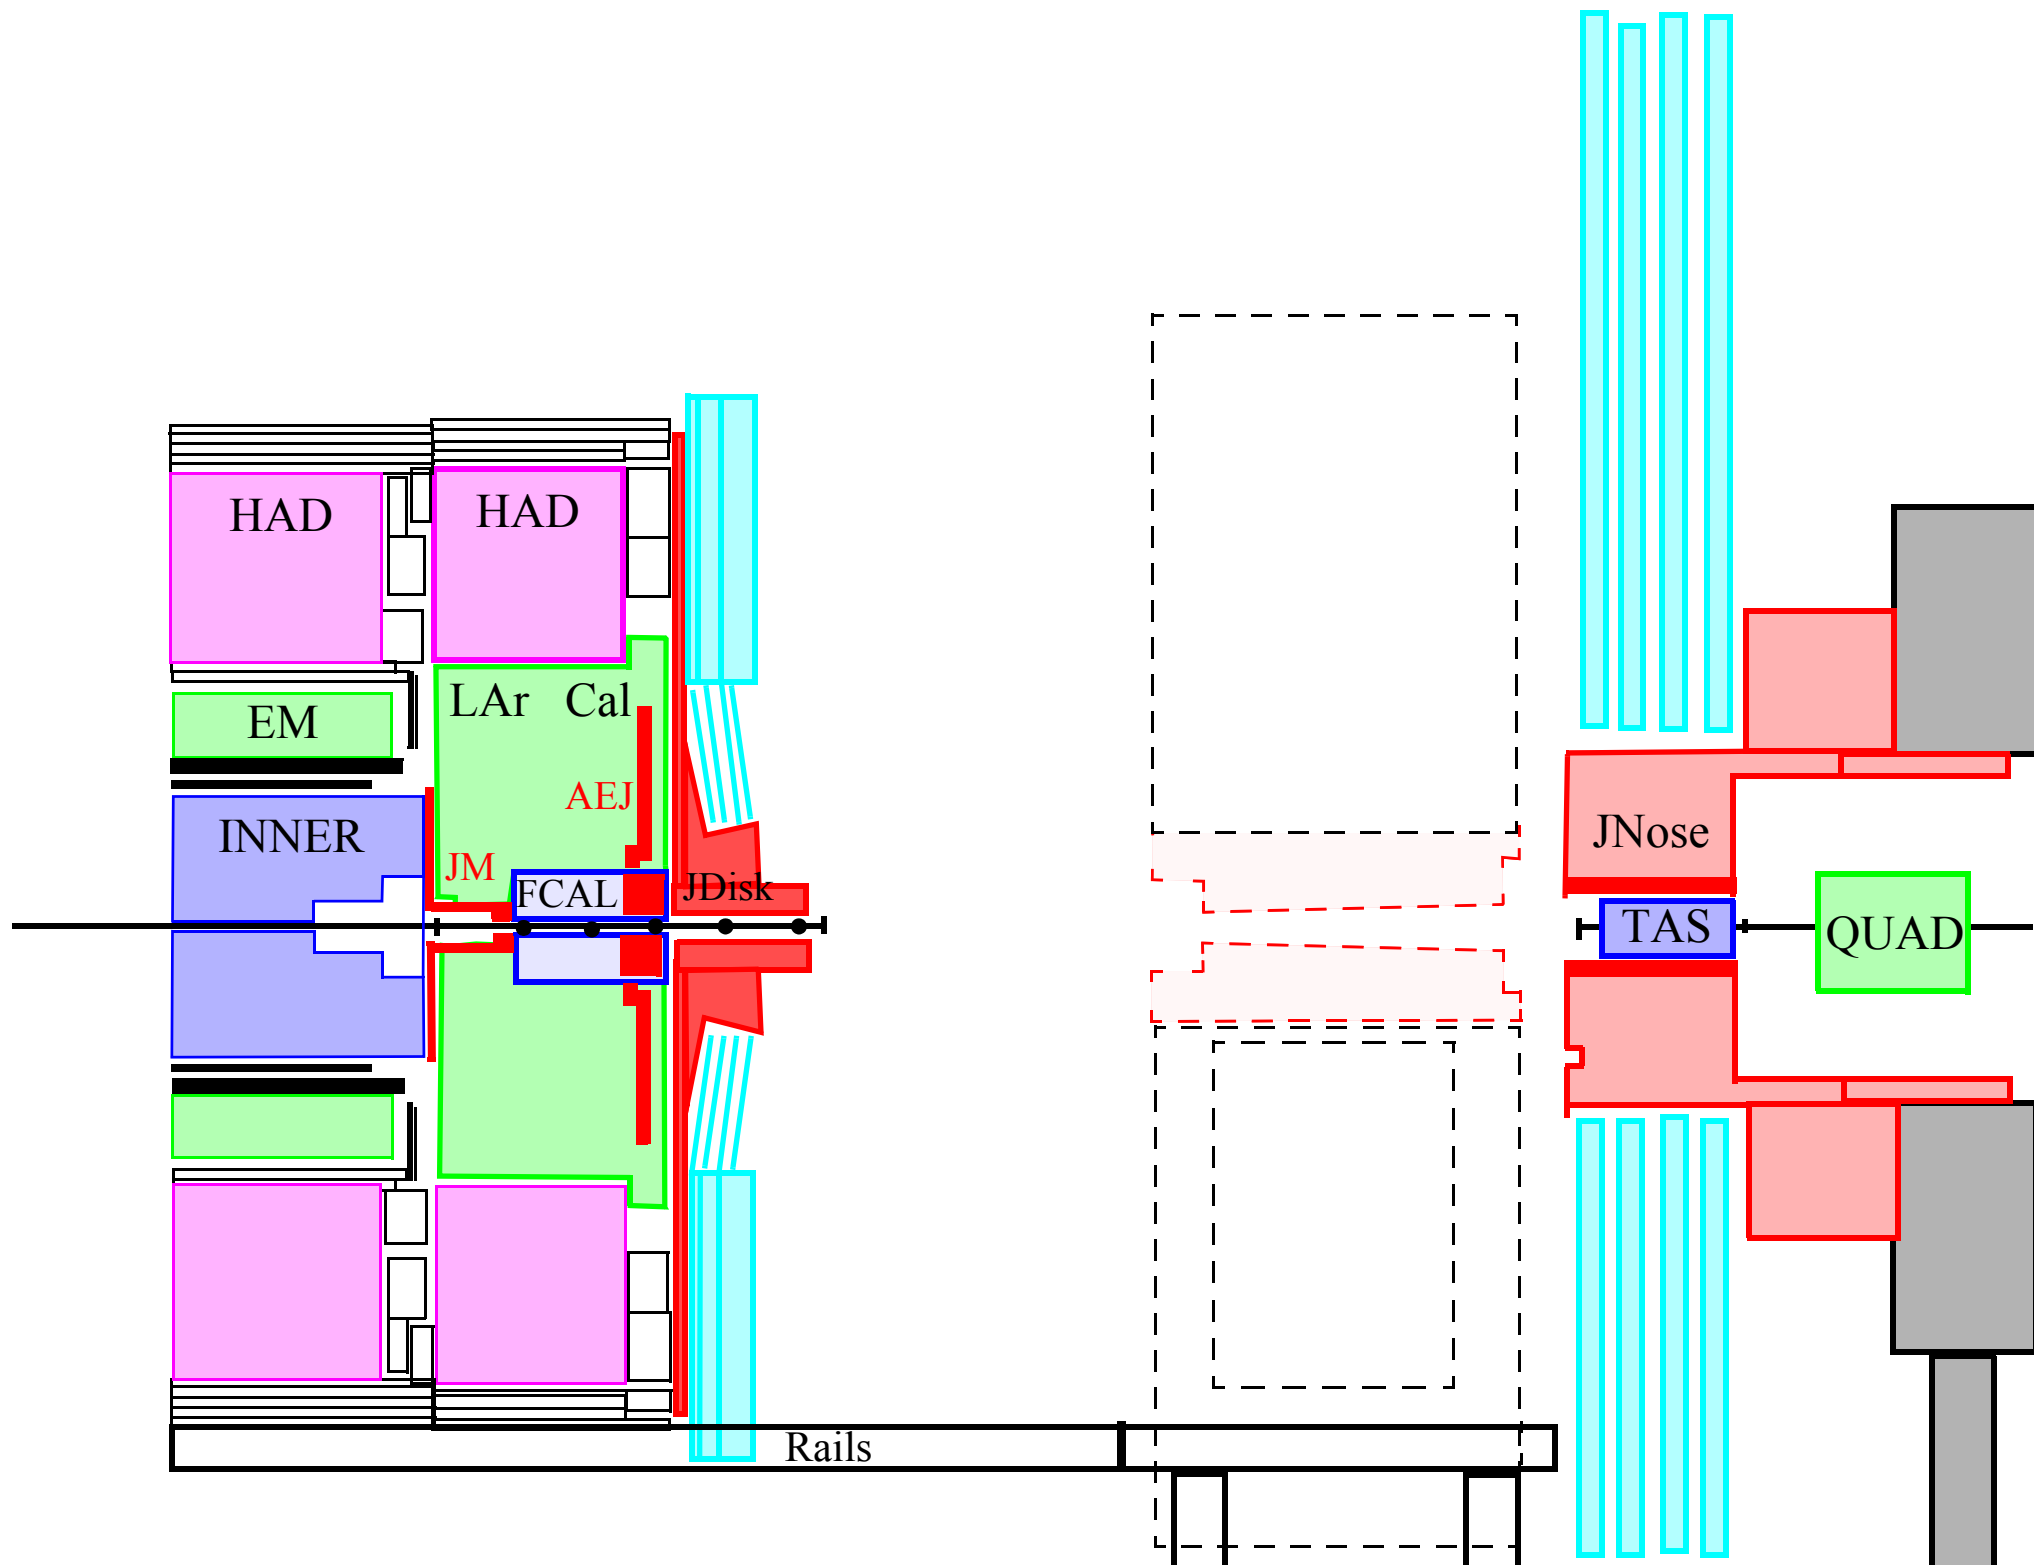 HAD
HAD
LAr Cal
EM
AEJ
INNER
JM
FCAL
JDisk
JNose
TAS
QUAD
Rails